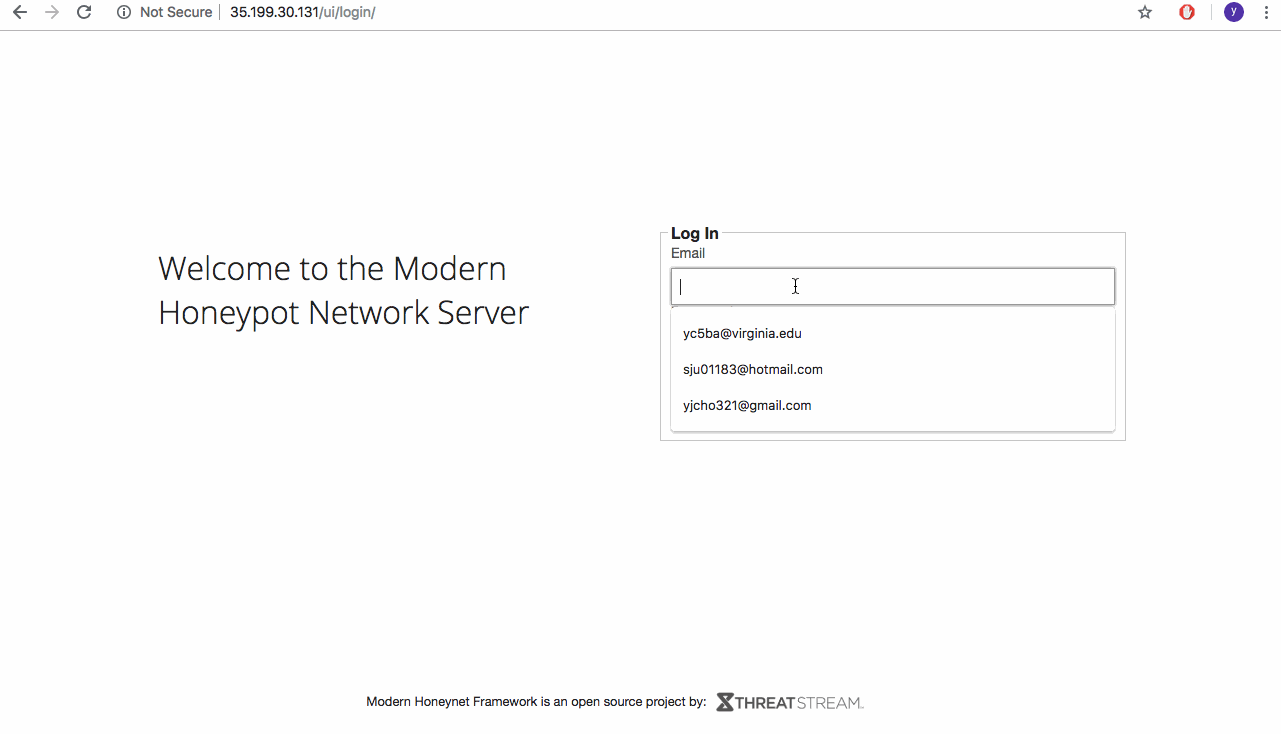 Not Secure 35.199.30.131/ui/login/
y
Welcome to the Modern
Honeypot Network Server
Log In
Email
yc5ba@virginia.edu
sju01183@hotmail.com
yjcho321@gmail.com
Modern Honeynet Framework is an open source project by: THREATSTREAM